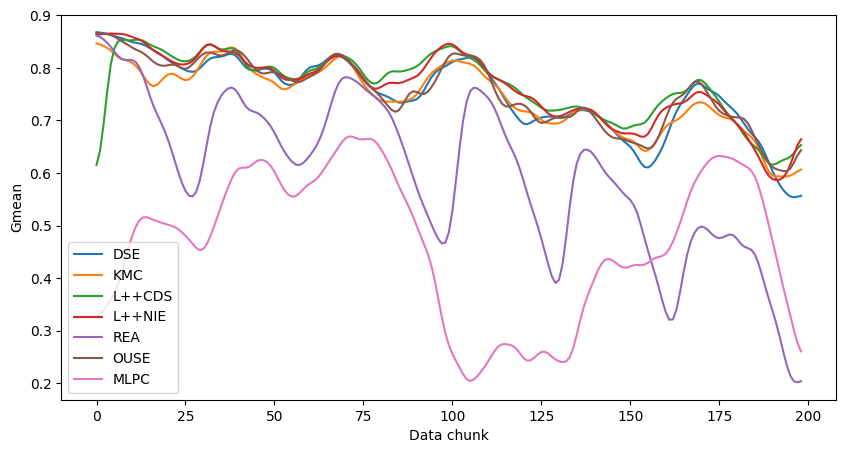 0.9
0.8
0.7
0.6
0.5
0.4
0.3
0.2
Gmean
DSE
KMC
L++CDS
L++NIE
REA
OUSE
MLPC
0 25 50 75 100 125 150 175 200
Data chunk